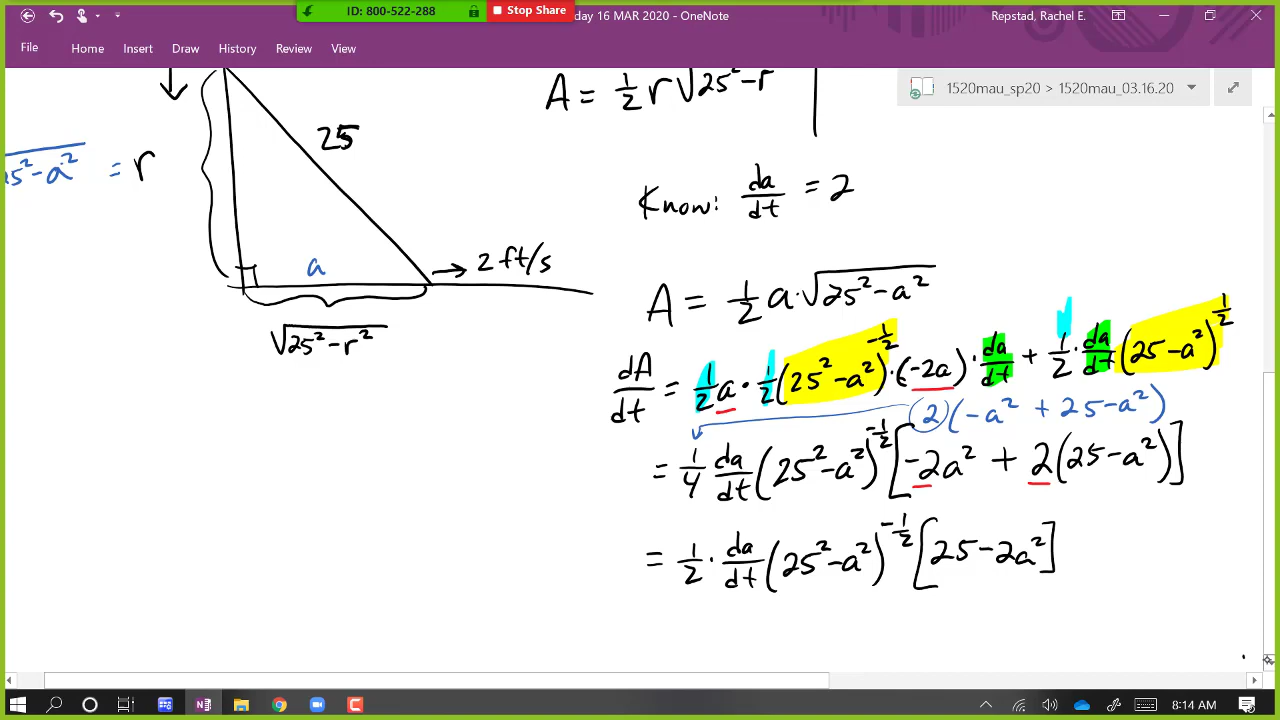 ID: 800-522-288
Stop Share
day 16 MAR 2020 - OneNote
Repstad, Rachel E.
File Home Insert Draw History Review View
1520mau_sp20 > 1520mau_03.16.20
A = 1/2 r √25² - r
25
5² - a² = r
Know: da/dt = 2
a
2 ft/s
√25² - r²
A = 1/2 a · √25² - a²
dA/dt = 1/2 a · 1/2 (25² - a²)^-1/2 · (-2a) · da/dt + 1/2 · da/dt (25 - a²)^1/2
2(-a² + 25 - a²)
= 1/4 da/dt (25² - a²)^-1/2 [-2a² + 2(25 - a²)]
= 1/2 · da/dt (25² - a²)^-1/2 [25 - 2a²]
8:14 AM